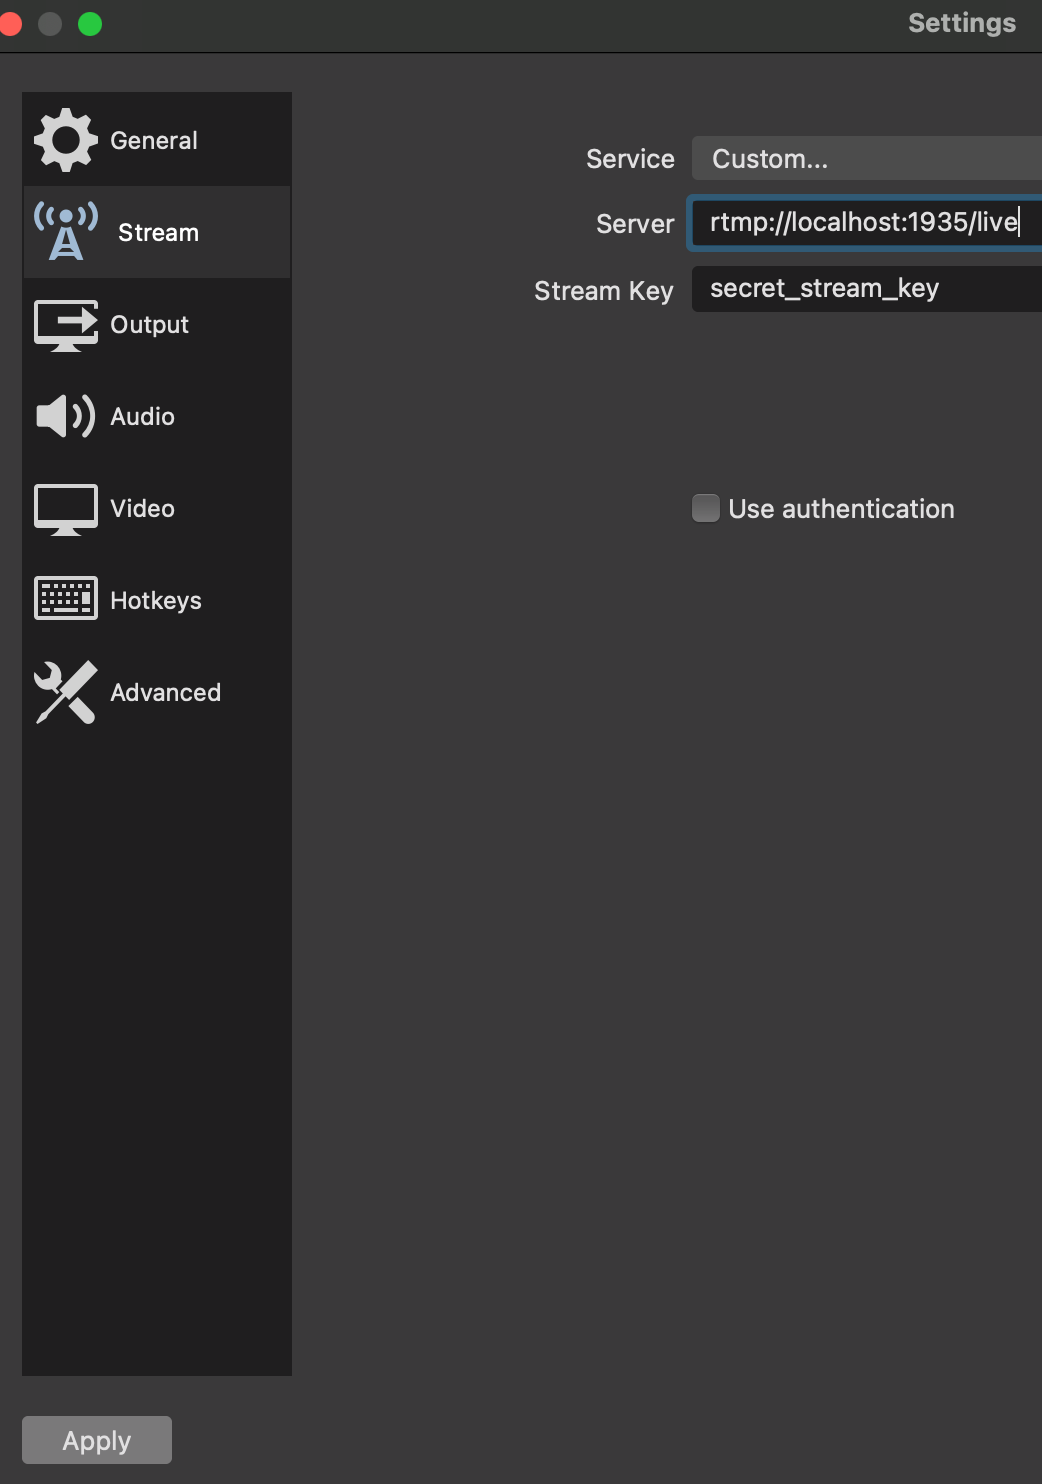 Settings
General
Stream
Output
Audio
Video
Hotkeys
Advanced
Service Custom...
Server rtmp://localhost:1935/live
Stream Key secret_stream_key
Use authentication
Apply